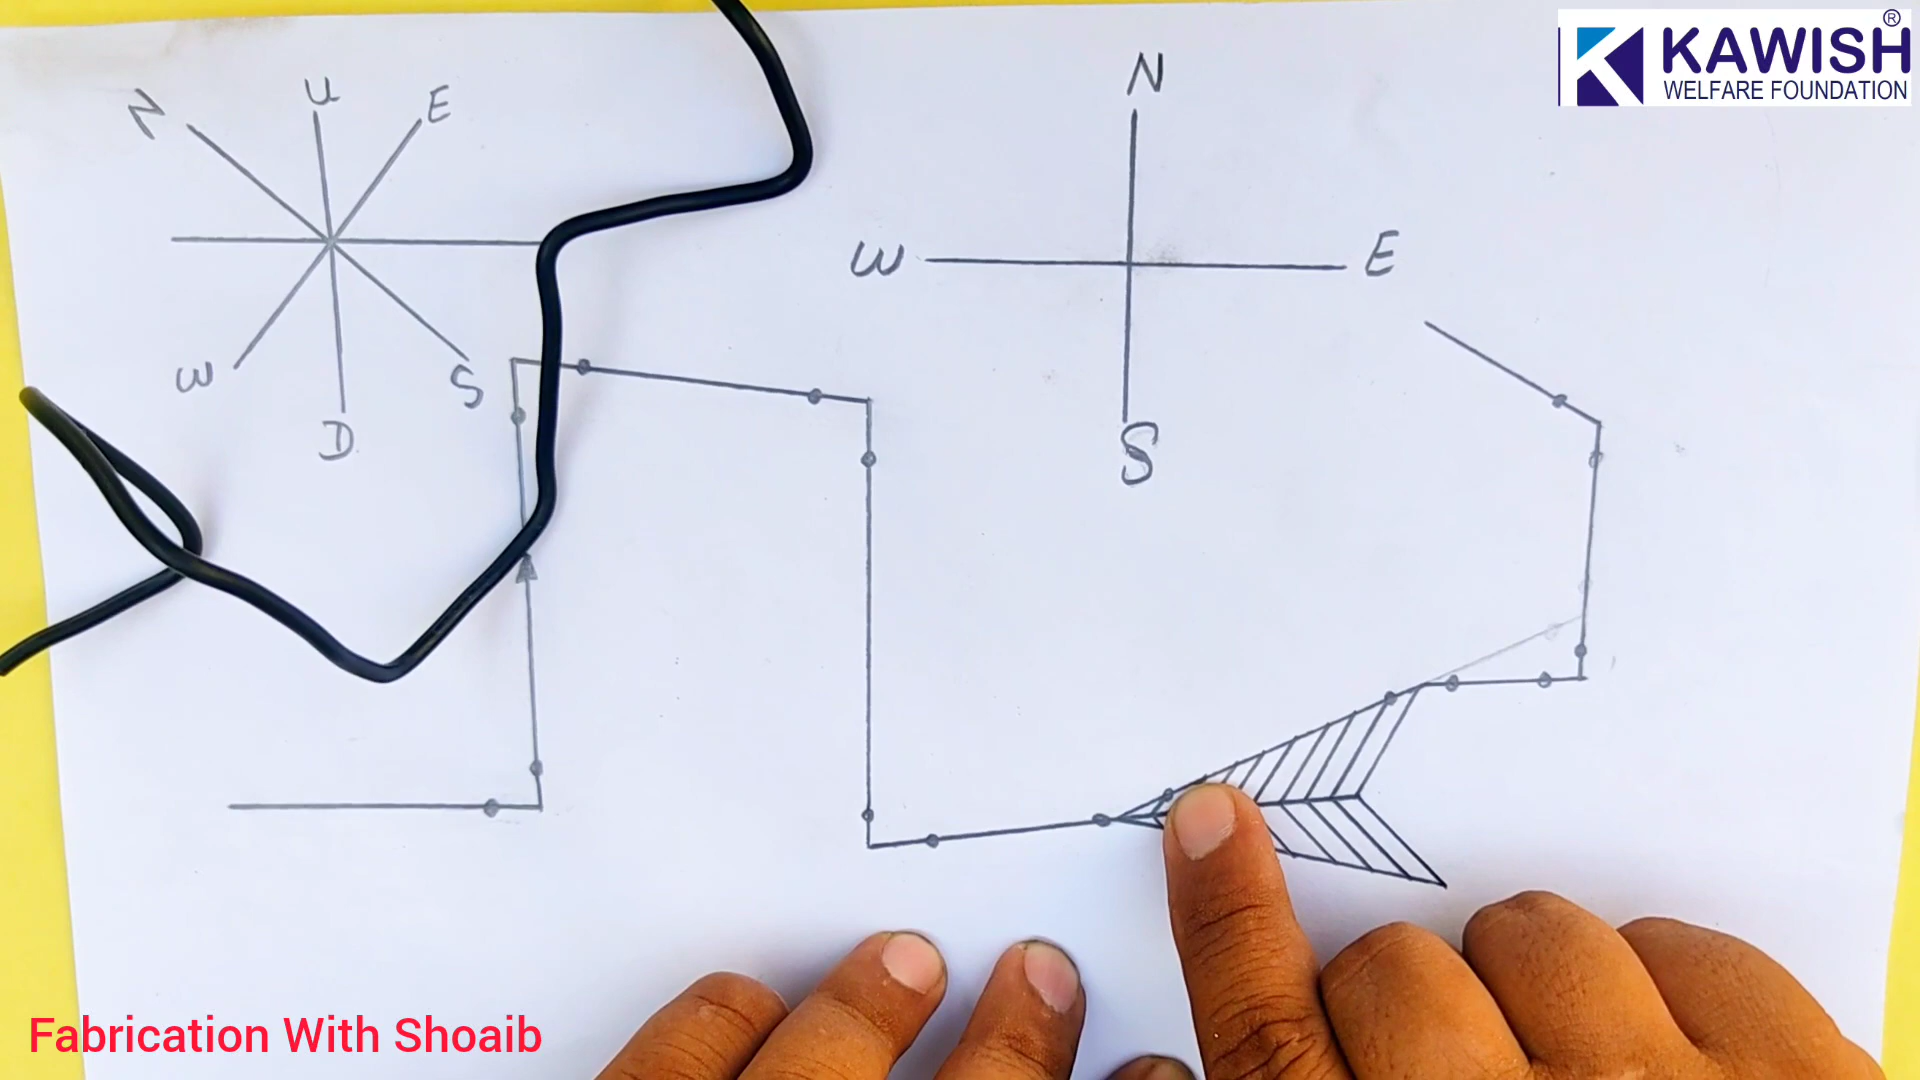 N U E
W S
D
N
W E
S
KAWISH®
WELFARE FOUNDATION
Fabrication With Shoaib